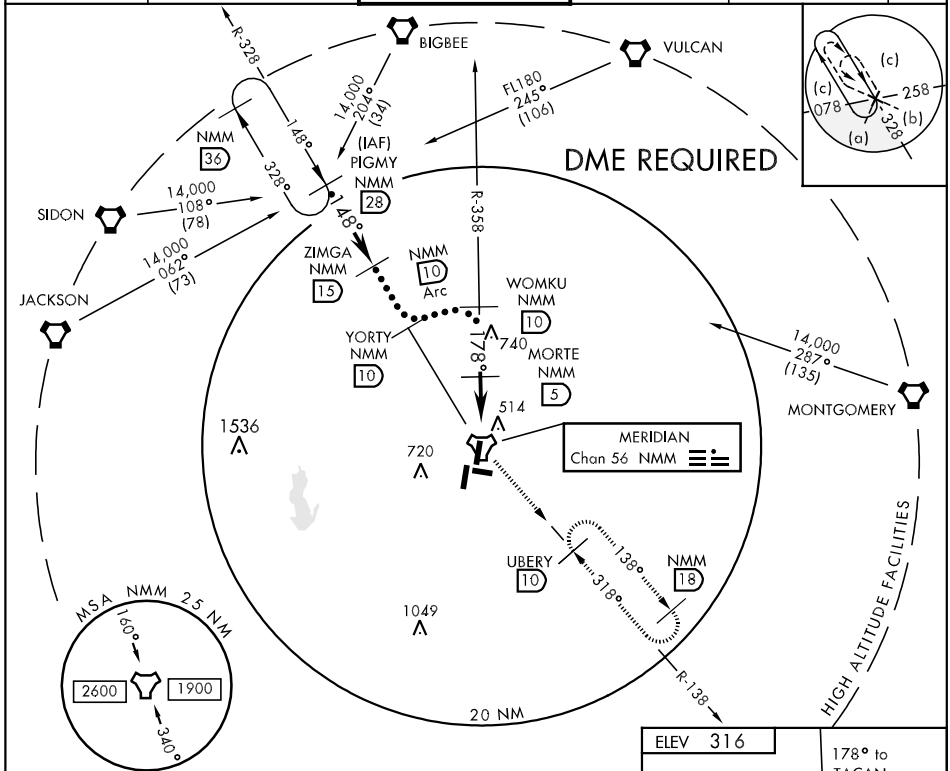 R-328
BIGBEE
VULCAN
14,000
204°
(34)
FL180
245°
(106)
(c)
(c)
078
258
(a)
(b)
328
NMM
36
148°
328°
(IAF)
PIGMY
NMM
28
DME REQUIRED
SIDON
14,000
108°
(78)
R-358
148°
14,000
062°
(73)
JACKSON
ZIMGA
NMM
15
NMM
10
Arc
WOMKU
NMM
10
YORTY
NMM
10
178°
740
MORTE
NMM
5
14,000
287°
(135)
MONTGOMERY
514
1536
720
MERIDIAN
Chan 56 NMM
UBERY
10
138°
318°
NMM
18
1049
R-138
HIGH ALTITUDE FACILITIES
MSA NMM 25 NM
160°
2600
1900
340°
20 NM
ELEV 316
178° to
TACAN